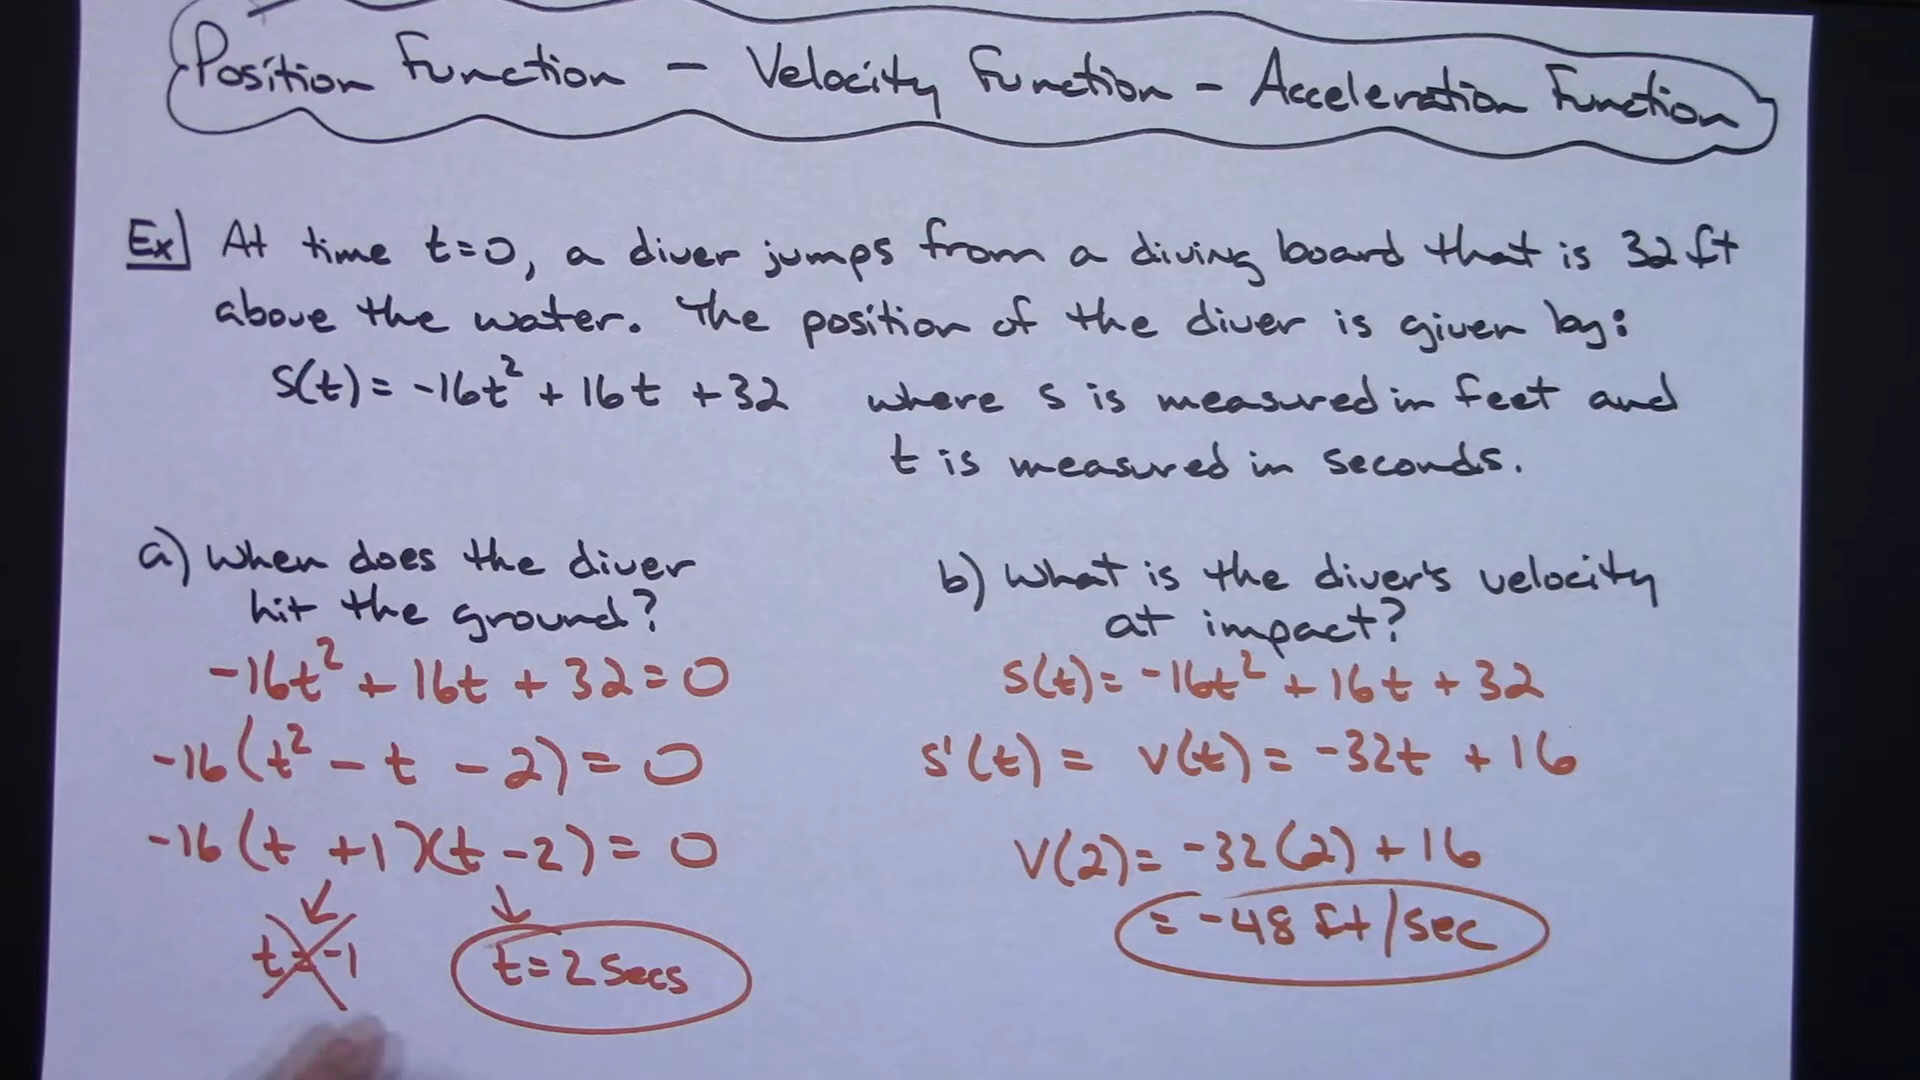 Position Function - Velocity Function - Acceleration Function
Ex] At time t=0, a diver jumps from a diving board that is 32 ft
above the water. The position of the diver is given by:
s(t) = -16t² + 16t + 32 where s is measured in feet and
t is measured in seconds.
a) When does the diver
hit the ground?
-16t² + 16t + 32 = 0
-16(t² - t - 2) = 0
-16(t +1)(t -2) = 0
t=-1 t=2 secs
b) What is the diver's velocity
at impact?
s(t) = -16t² + 16t + 32
s'(t) = v(t) = -32t + 16
v(2) = -32(2) + 16
= -48 ft/sec